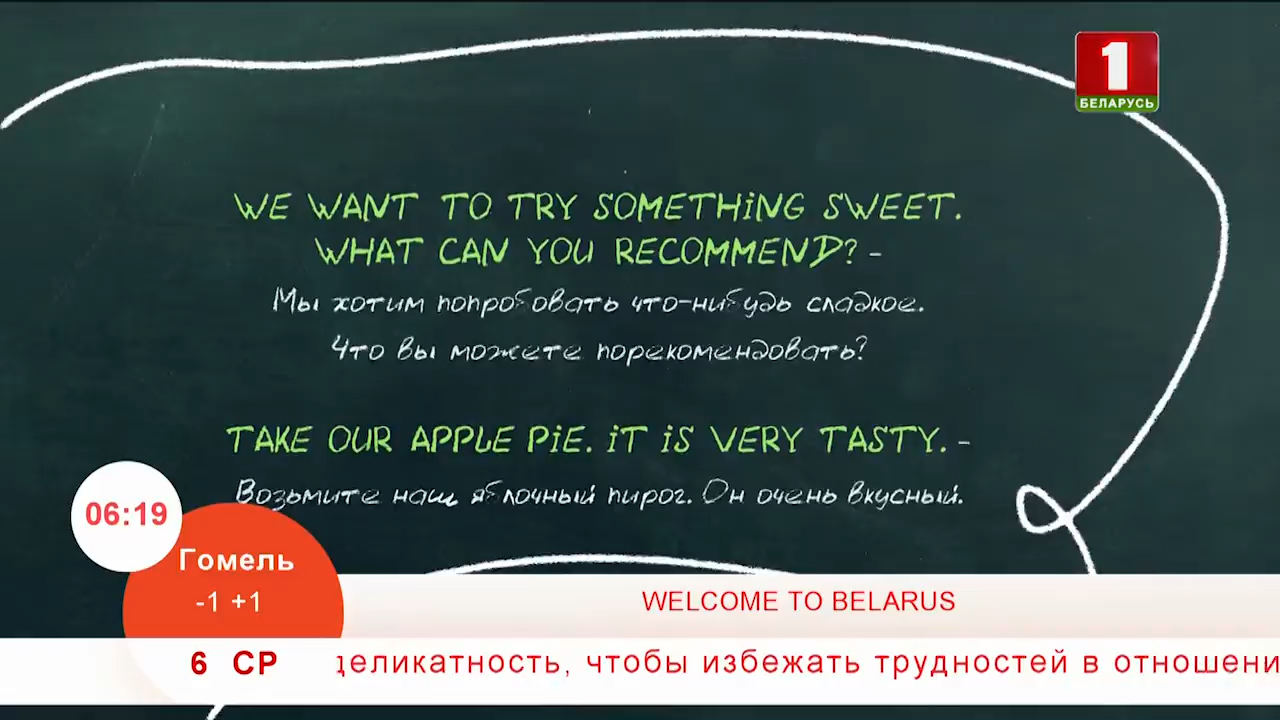 1
БЕЛАРУСЬ
WE WANT TO TRY SOMETHING SWEET.
WHAT CAN YOU RECOMMEND? -
Мы хотим попробовать что-нибудь сладкое.
Что вы можете порекомендовать?
TAKE OUR APPLE PiE. iT iS VERY TASTY. -
Возьмите наш яблочный пирог. Он очень вкусный.
06:19
Гомель
-1 +1
WELCOME TO BELARUS
6 СР
деликатность, чтобы избежать трудностей в отношени